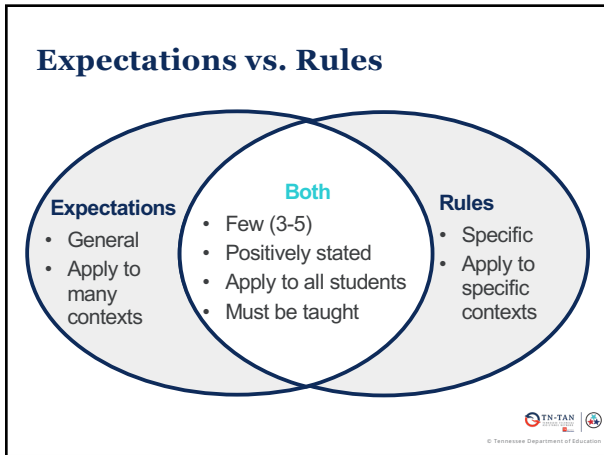 Expectations vs. Rules
Expectations
• General
• Apply to
many
contexts
Both
• Few (3-5)
• Positively stated
• Apply to all students
• Must be taught
Rules
• Specific
• Apply to
specific
contexts
TN-TAN
© Tennessee Department of Education